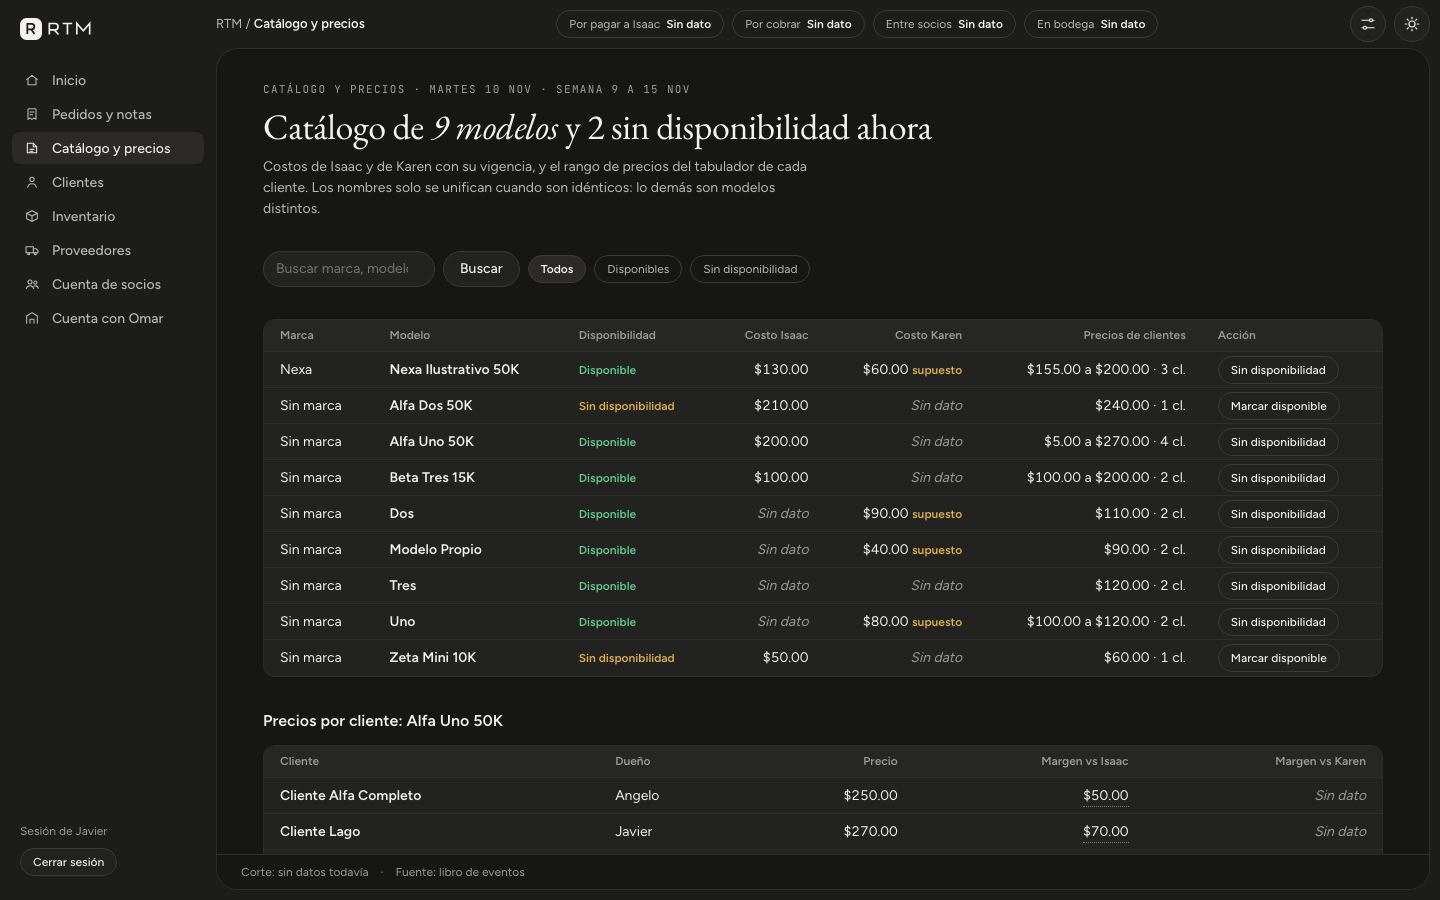 R RTM
RTM / Catálogo y precios
Por pagar a Isaac Sin dato
Por cobrar Sin dato
Entre socios Sin dato
En bodega Sin dato
Inicio
Pedidos y notas
Catálogo y precios
Clientes
Inventario
Proveedores
Cuenta de socios
Cuenta con Omar
Sesión de Javier
Cerrar sesión
CATÁLOGO Y PRECIOS · MARTES 10 NOV · SEMANA 9 A 15 NOV
Catálogo de 9 modelos y 2 sin disponibilidad ahora
Costos de Isaac y de Karen con su vigencia, y el rango de precios del tabulador de cada
cliente. Los nombres solo se unifican cuando son idénticos: lo demás son modelos
distintos.
Buscar marca, modelo Buscar Todos Disponibles Sin disponibilidad
Marca Modelo Disponibilidad Costo Isaac Costo Karen Precios de clientes Acción
Nexa Nexa Ilustrativo 50K Disponible $130.00 $60.00 supuesto $155.00 a $200.00 · 3 cl. Sin disponibilidad
Sin marca Alfa Dos 50K Sin disponibilidad $210.00 Sin dato $240.00 · 1 cl. Marcar disponible
Sin marca Alfa Uno 50K Disponible $200.00 Sin dato $5.00 a $270.00 · 4 cl. Sin disponibilidad
Sin marca Beta Tres 15K Disponible $100.00 Sin dato $100.00 a $200.00 · 2 cl. Sin disponibilidad
Sin marca Dos Disponible Sin dato $90.00 supuesto $110.00 · 2 cl. Sin disponibilidad
Sin marca Modelo Propio Disponible Sin dato $40.00 supuesto $90.00 · 2 cl. Sin disponibilidad
Sin marca Tres Disponible Sin dato Sin dato $120.00 · 2 cl. Sin disponibilidad
Sin marca Uno Disponible Sin dato $80.00 supuesto $100.00 a $120.00 · 2 cl. Sin disponibilidad
Sin marca Zeta Mini 10K Sin disponibilidad $50.00 Sin dato $60.00 · 1 cl. Marcar disponible
Precios por cliente: Alfa Uno 50K
Cliente Dueño Precio Margen vs Isaac Margen vs Karen
Cliente Alfa Completo Angelo $250.00 $50.00 Sin dato
Cliente Lago Javier $270.00 $70.00 Sin dato
Corte: sin datos todavía · Fuente: libro de eventos